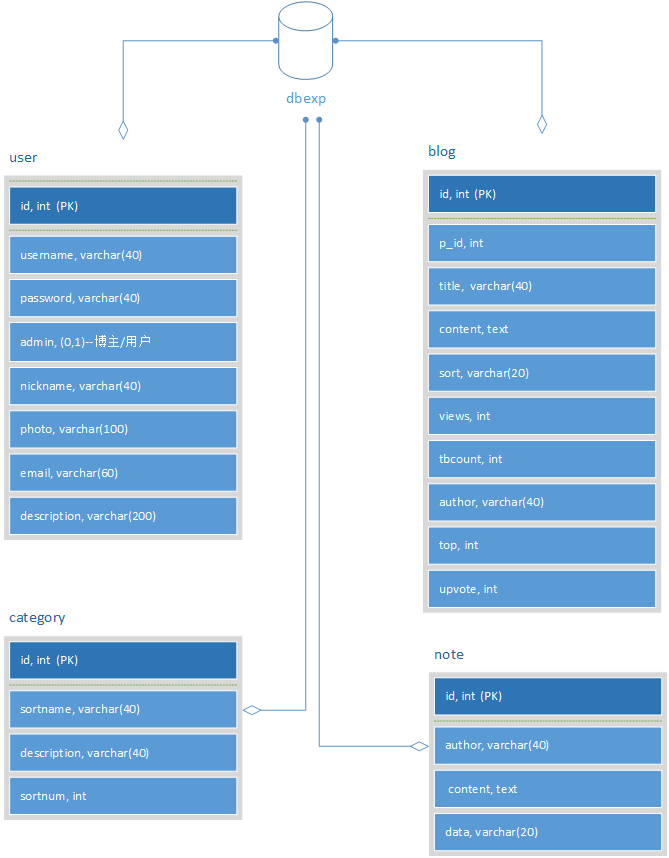 dbexp
user
id, int (PK)
username, varchar(40)
password, varchar(40)
admin, (0,1)--博主/用户
nickname, varchar(40)
photo, varchar(100)
email, varchar(60)
description, varchar(200)
blog
id, int (PK)
p_id, int
title, varchar(40)
content, text
sort, varchar(20)
views, int
tbcount, int
author, varchar(40)
top, int
upvote, int
category
id, int (PK)
sortname, varchar(40)
description, varchar(40)
sortnum, int
note
id, int (PK)
author, varchar(40)
content, text
data, varchar(20)